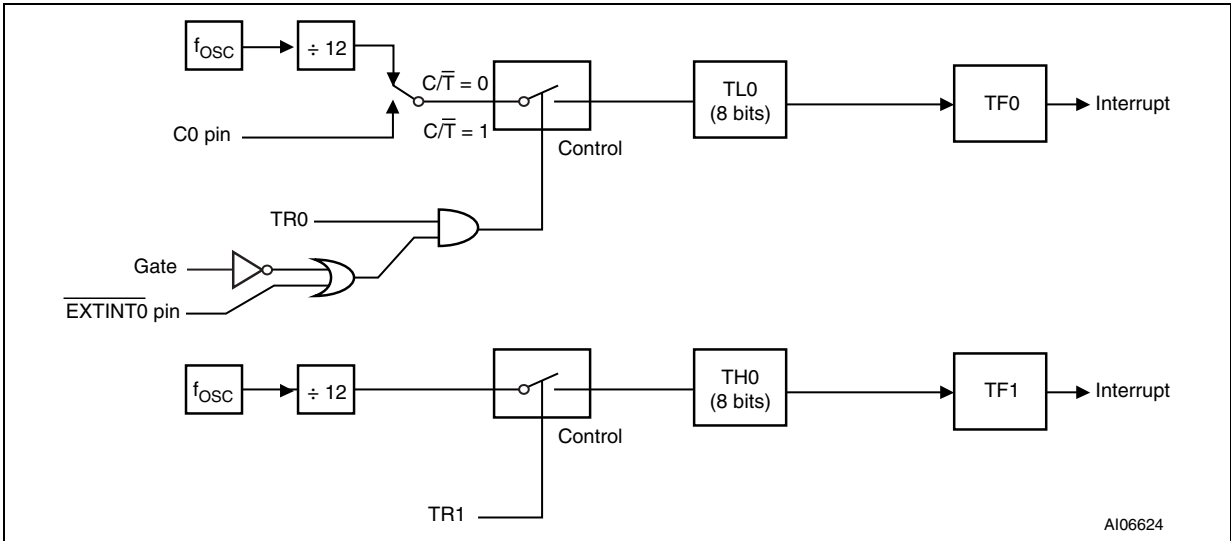 fOSC
÷ 12
C/T̅ = 0
C0 pin
C/T̅ = 1
Control
TL0
(8 bits)
TF0
Interrupt
TR0
Gate
E̅X̅T̅I̅N̅T̅0̅ pin
fOSC
÷ 12
Control
TH0
(8 bits)
TF1
Interrupt
TR1
AI06624